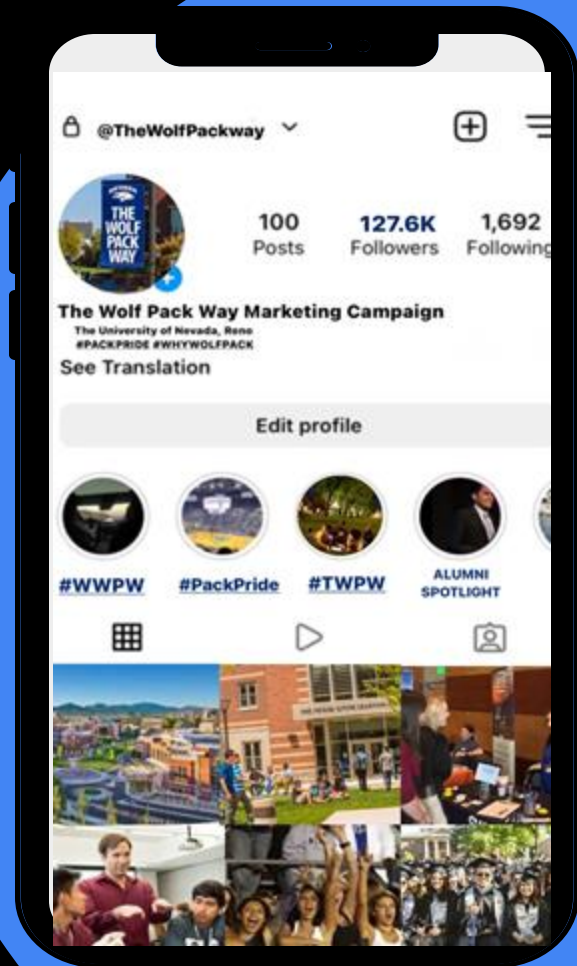 @TheWolfPackway
NEVADA
THE
WOLF
PACK
WAY
100
Posts
127.6K
Followers
1,692
Following
The Wolf Pack Way Marketing Campaign
The University of Nevada, Reno
#PACKPRIDE #WHYWOLFPACK
See Translation
Edit profile
#WWPW
#PackPride
#TWPW
ALUMNI
SPOTLIGHT